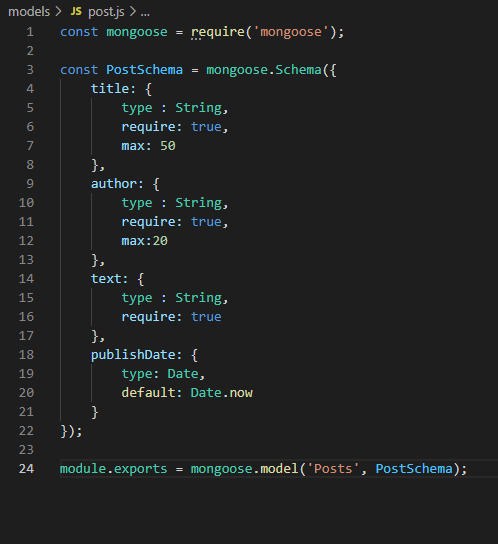 models > JS post.js > ...
1 const mongoose = require('mongoose');
2
3 const PostSchema = mongoose.Schema({
4     title: {
5         type : String,
6         require: true,
7         max: 50
8     },
9     author: {
10         type : String,
11         require: true,
12         max:20
13     },
14     text: {
15         type : String,
16         require: true
17     },
18     publishDate: {
19         type: Date,
20         default: Date.now
21     }
22 });
23
24 module.exports = mongoose.model('Posts', PostSchema);